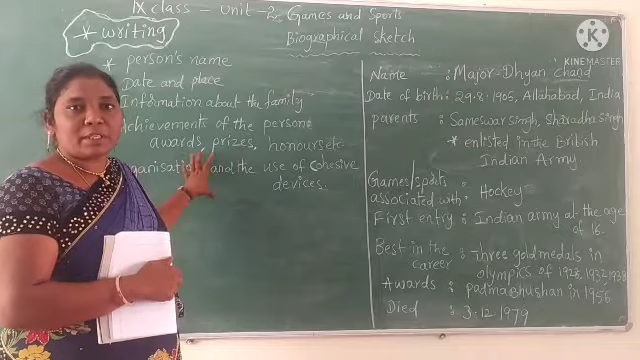 IX class - Unit-2. Games and Sports
* writing
Biographical sketch
* person's name
Date and place
Information about the family
Achievements of the person:
awards, prizes, honours etc.
and the use of Cohesive
devices.
Name : Major Dhyan chand
Date of birth : 29.8.1905, Allahabad, India
parents : Sameswar singh, Sharadha singh
* enlisted in the British
Indian Army
Games/sports
associated with : Hockey
First entry : Indian army at the age
of 16.
Best in the
career : Three gold medals in
olympics of 1928, 1932, 1938
Awards : padma Bhushan in 1956
Died : 3.12.1979
KINEMASTER